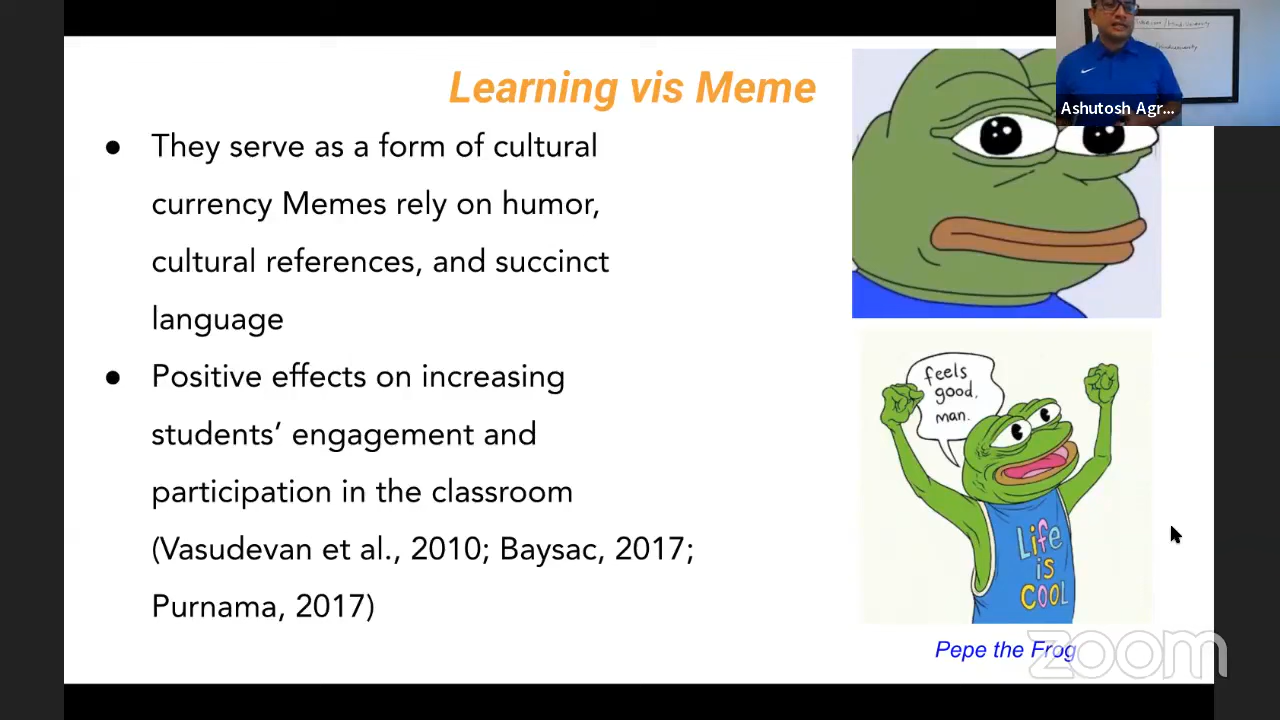 Learning vis Meme
● They serve as a form of cultural
currency Memes rely on humor,
cultural references, and succinct
language
● Positive effects on increasing
students’ engagement and
participation in the classroom
(Vasudevan et al., 2010; Baysac, 2017;
Purnama, 2017)
feels
good,
man.
Life
is
COOL
Pepe the Frog
zoom
Ashutosh Agr...